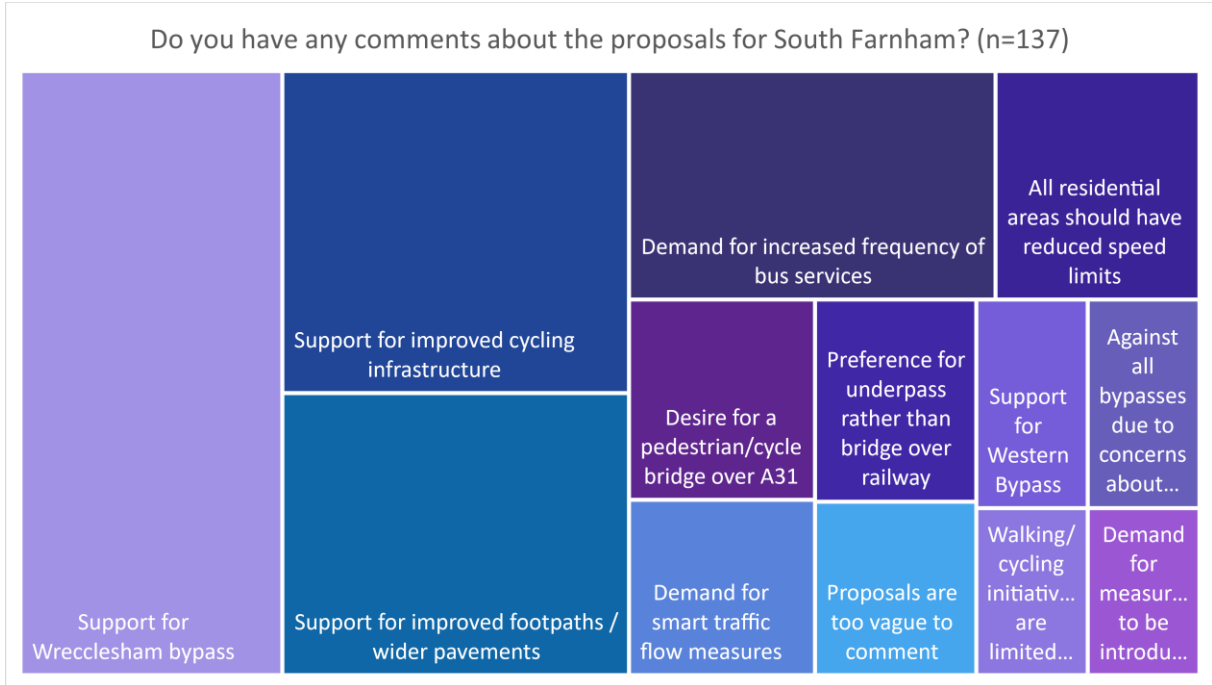 Do you have any comments about the proposals for South Farnham? (n=137)
Support for
Wrecclesham bypass
Support for improved cycling
infrastructure
Support for improved footpaths /
wider pavements
Demand for increased frequency of
bus services
All residential
areas should have
reduced speed
limits
Desire for a
pedestrian/cycle
bridge over A31
Preference for
underpass
rather than
bridge over
railway
Support
for
Western
Bypass
Against
all
bypasses
due to
concerns
about…
Demand for
smart traffic
flow measures
Proposals are
too vague to
comment
Walking/
cycling
initiativ…
are
limited…
Demand
for
measur…
to be
introdu…